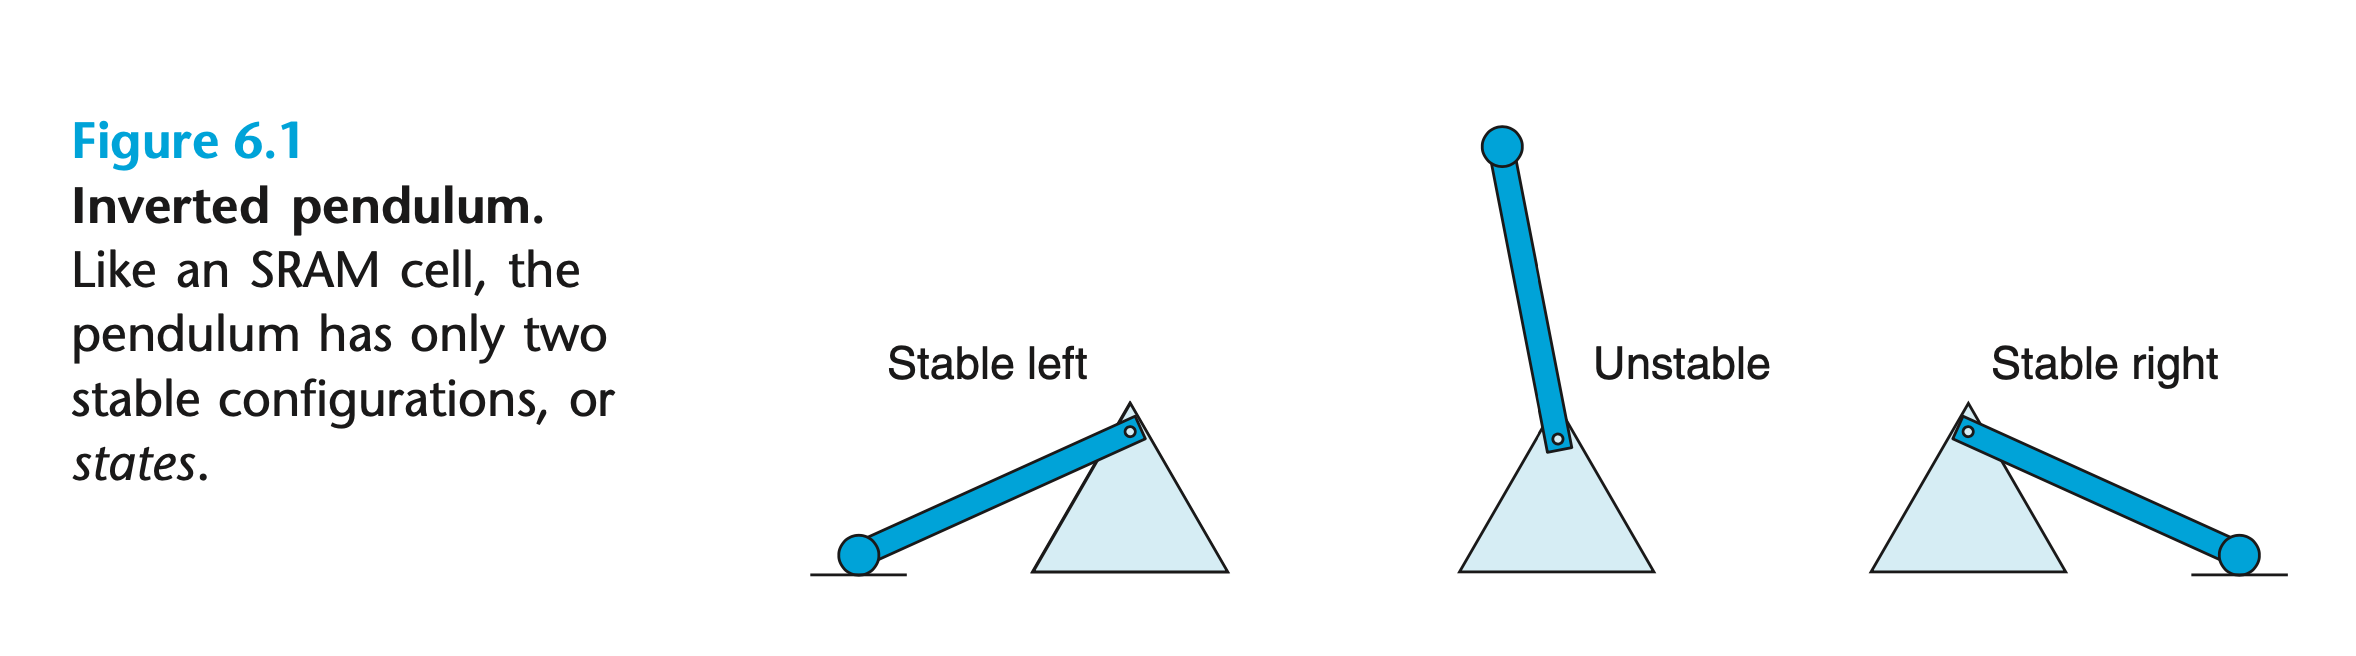 Figure 6.1
Inverted pendulum.
Like an SRAM cell, the
pendulum has only two
stable configurations, or
states.
Stable left
Unstable
Stable right